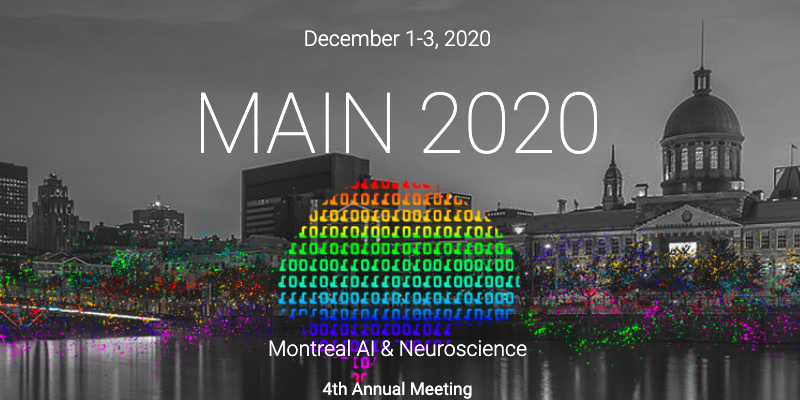 December 1-3, 2020
MAIN 2020
Montreal AI & Neuroscience
4th Annual Meeting